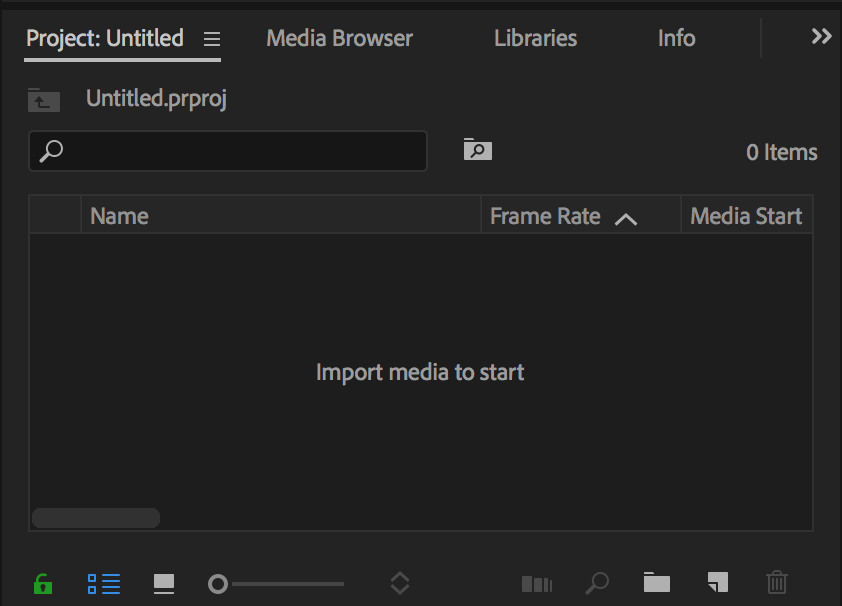 Project: Untitled Media Browser Libraries Info
Untitled.prproj
0 Items
Name Frame Rate Media Start
Import media to start